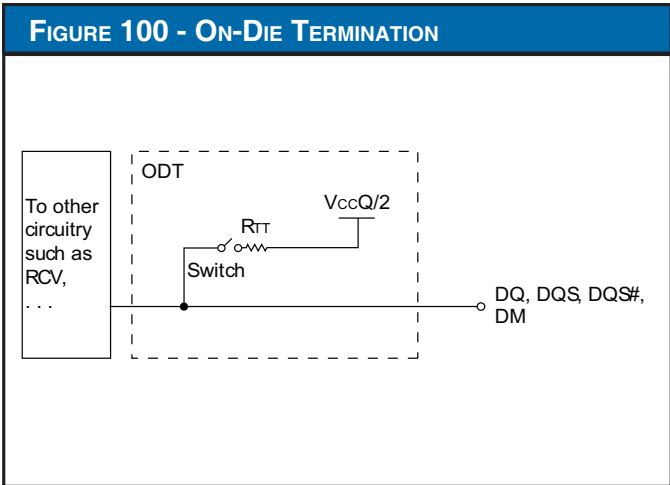 FIGURE 100 - ON-DIE TERMINATION
ODT
To other
circuitry
such as
RCV,
. . .
VccQ/2
RTT
Switch
DQ, DQS, DQS#,
DM